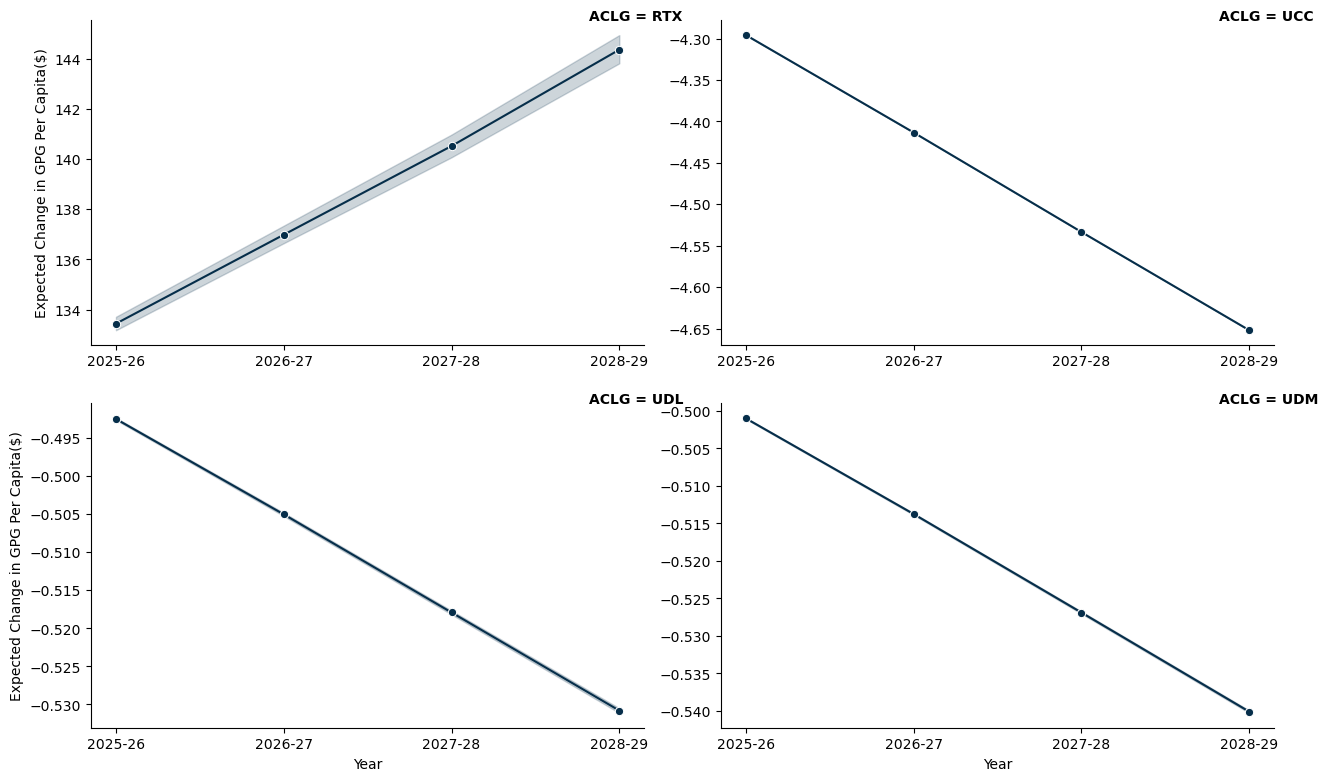 ACLG = RTX
Expected Change in GPG Per Capita($)
144
142
140
138
136
134
2025-26 2026-27 2027-28 2028-29
ACLG = UCC
−4.30
−4.35
−4.40
−4.45
−4.50
−4.55
−4.60
−4.65
2025-26 2026-27 2027-28 2028-29
ACLG = UDL
Expected Change in GPG Per Capita($)
−0.495
−0.500
−0.505
−0.510
−0.515
−0.520
−0.525
−0.530
2025-26 2026-27 2027-28 2028-29
Year
ACLG = UDM
−0.500
−0.505
−0.510
−0.515
−0.520
−0.525
−0.530
−0.535
−0.540
2025-26 2026-27 2027-28 2028-29
Year